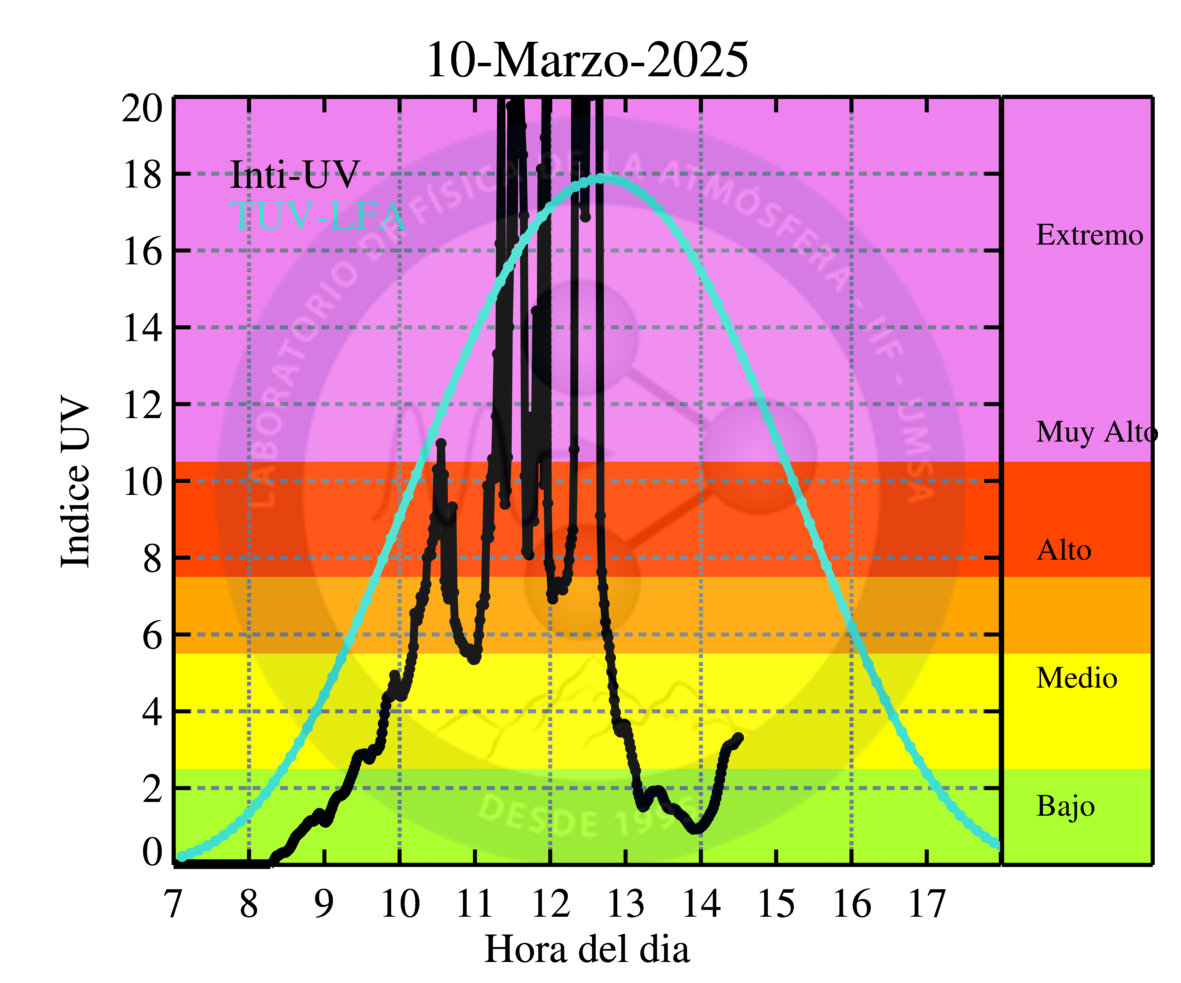 10-Marzo-2025
Indice UV
20
18
16
14
12
10
8
6
4
2
0
Inti-UV
TUV-LFA
LABORATORIO DE FÍSICA DE LA ATMÓSFERA - IIF - UMSA
DESDE 1995
Extremo
Muy Alto
Alto
Medio
Bajo
7 8 9 10 11 12 13 14 15 16 17
Hora del dia